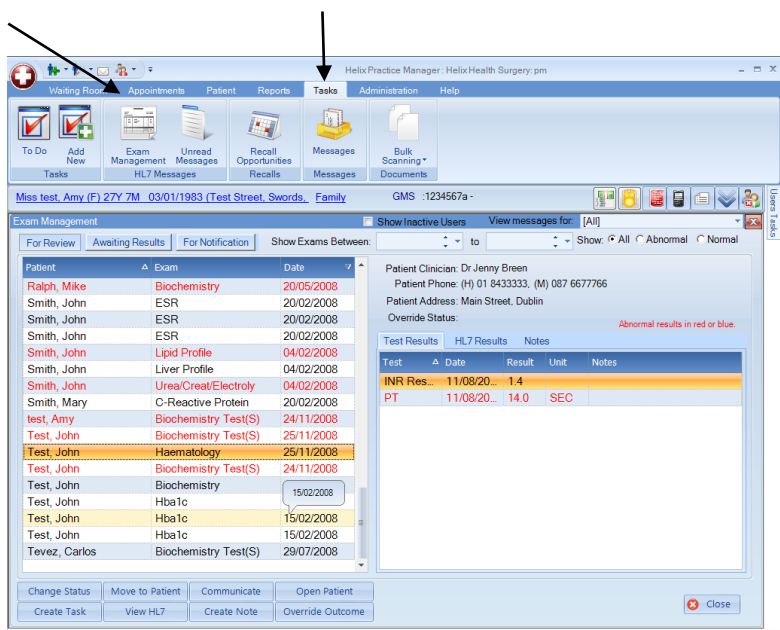 Helix Practice Manager: Helix Health Surgery: pm
Waiting Room Appointments Patient Reports Tasks Administration Help
To Do Add New Exam Management Unread Messages Recall Opportunities Messages Bulk Scanning
Tasks HL7 Messages Recalls Messages Documents
Miss test, Amy (F) 27Y 7M 03/01/1983 (Test Street, Swords, Family GMS :1234567a -
Users Tasks
Exam Management Show Inactive Users View messages for: [All]
For Review Awaiting Results For Notification Show Exams Between: to Show: All Abnormal Normal
Patient Exam Date
Ralph, Mike Biochemistry 20/05/2008
Smith, John ESR 20/02/2008
Smith, John ESR 20/02/2008
Smith, John ESR 20/02/2008
Smith, John Lipid Profile 04/02/2008
Smith, John Liver Profile 04/02/2008
Smith, John Urea/Creat/Electroly 04/02/2008
Smith, Mary C-Reactive Protein 20/02/2008
test, Amy Biochemistry Test(S) 24/11/2008
Test, John Biochemistry Test(S) 25/11/2008
Test, John Haematology 25/11/2008
Test, John Biochemistry Test(S) 24/11/2008
Test, John Biochemistry
15/02/2008
Test, John Hba1c
Test, John Hba1c 15/02/2008
Test, John Hba1c 15/02/2008
Tevez, Carlos Biochemistry Test(S) 29/07/2008
Patient Clinician: Dr Jenny Breen
Patient Phone: (H) 01 8433333, (M) 087 6677766
Patient Address: Main Street, Dublin
Override Status:
Abnormal results in red or blue.
Test Results HL7 Results Notes
Test Date Result Unit Notes
INR Res... 11/08/20... 1.4
PT 11/08/20... 14.0 SEC
Change Status Move to Patient Communicate Open Patient
Create Task View HL7 Create Note Override Outcome
Close